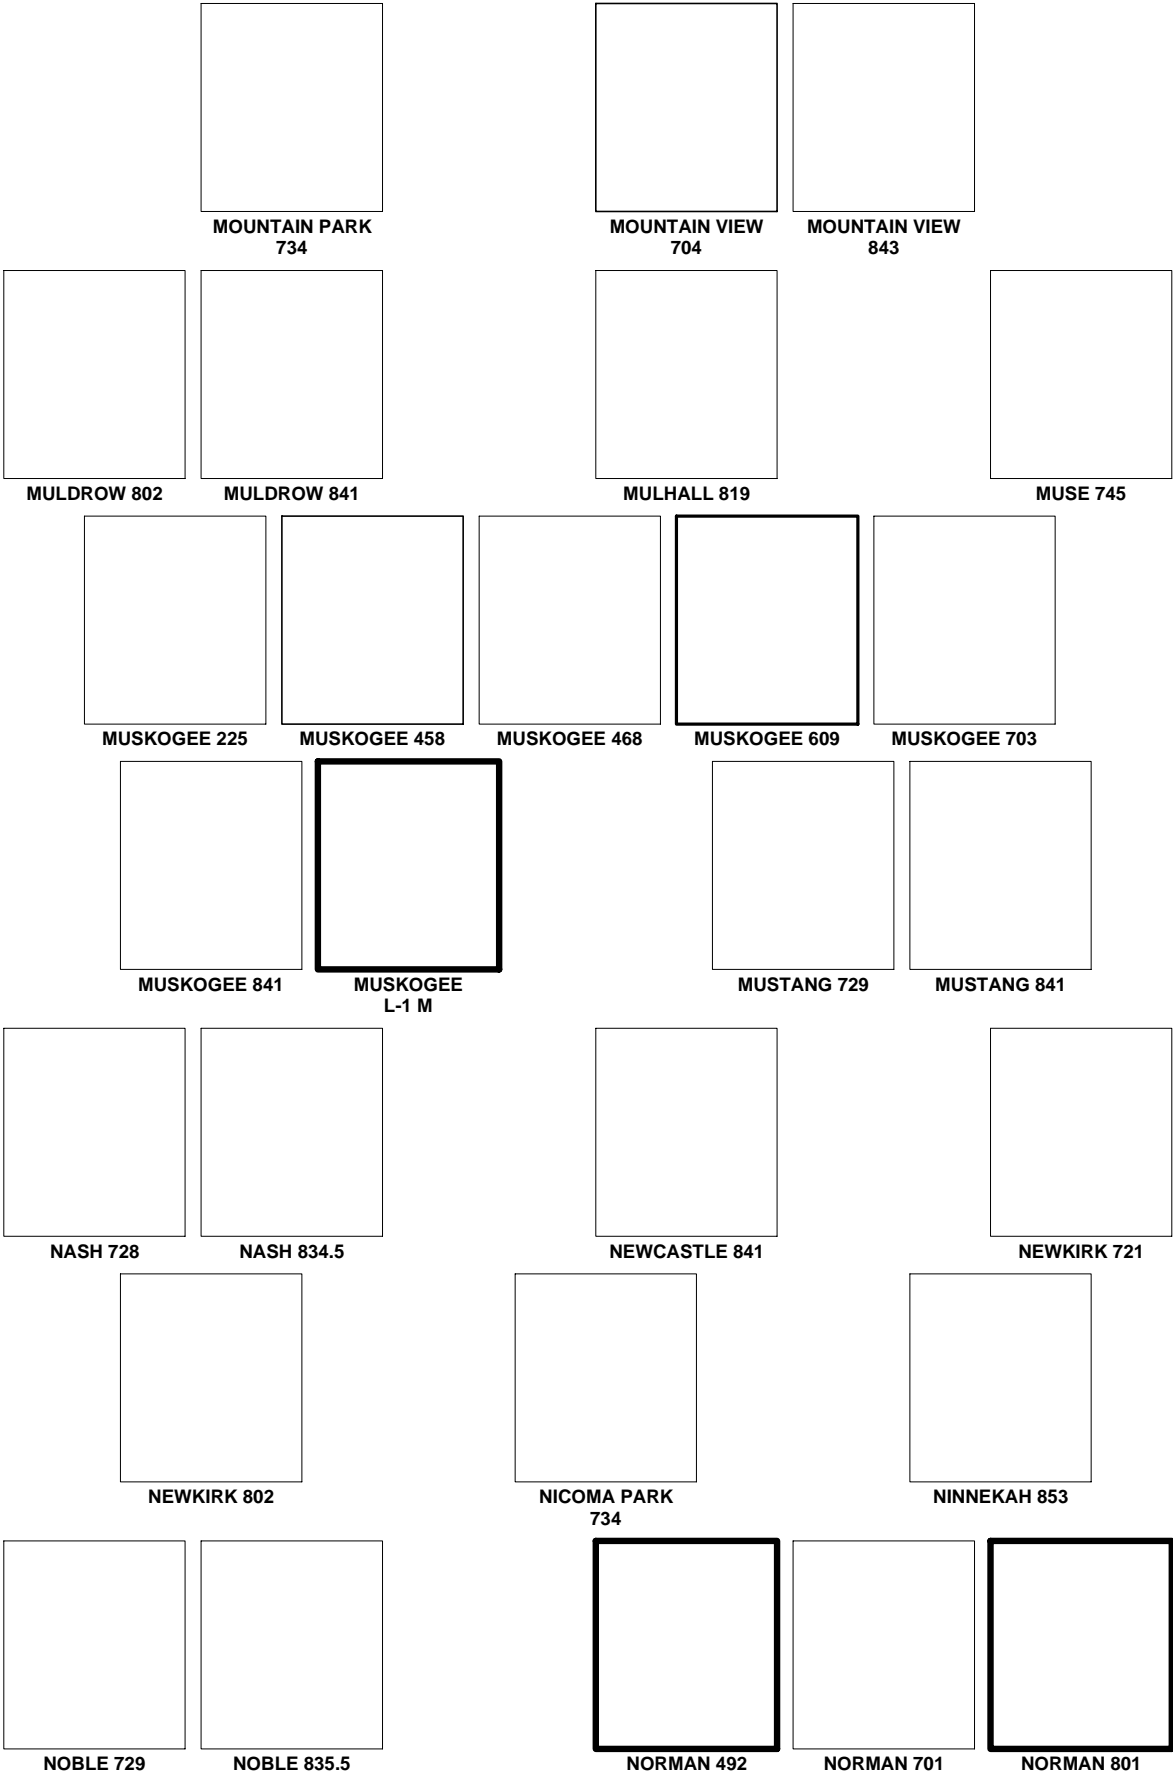 MOUNTAIN PARK
734
MOUNTAIN VIEW
704
MOUNTAIN VIEW
843
MULDROW 802
MULDROW 841
MULHALL 819
MUSE 745
MUSKOGEE 225
MUSKOGEE 458
MUSKOGEE 468
MUSKOGEE 609
MUSKOGEE 703
MUSKOGEE 841
MUSKOGEE
L-1 M
MUSTANG 729
MUSTANG 841
NASH 728
NASH 834.5
NEWCASTLE 841
NEWKIRK 721
NEWKIRK 802
NICOMA PARK
734
NINNEKAH 853
NOBLE 729
NOBLE 835.5
NORMAN 492
NORMAN 701
NORMAN 801